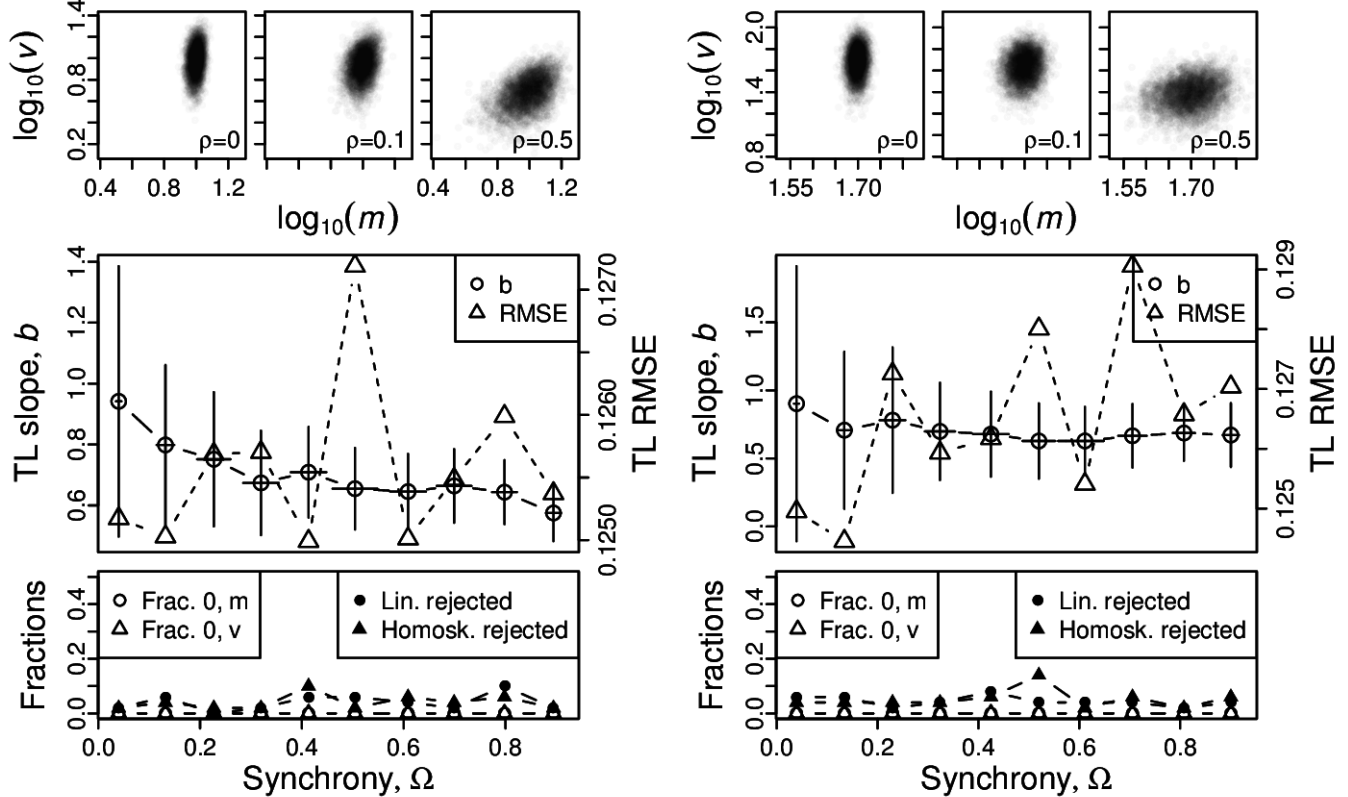 log10(v)
1.4
0.8
0.2
ρ=0
ρ=0.1
ρ=0.5
0.4 0.8 1.2
0.4 0.8 1.2
log10(m)
TL slope, b
1.4
1.2
1.0
0.8
0.6
b
RMSE
0.1270
0.1260
0.1250
TL RMSE
Fractions
0.4
0.2
0.0
Frac. 0, m
Frac. 0, v
Lin. rejected
Homosk. rejected
0.0 0.2 0.4 0.6 0.8
Synchrony, Ω
log10(v)
2.0
1.4
0.8
ρ=0
ρ=0.1
ρ=0.5
1.55 1.70
1.55 1.70
log10(m)
TL slope, b
1.5
1.0
0.5
0.0
b
RMSE
0.129
0.127
0.125
TL RMSE
Fractions
0.4
0.2
0.0
Frac. 0, m
Frac. 0, v
Lin. rejected
Homosk. rejected
0.0 0.2 0.4 0.6 0.8
Synchrony, Ω